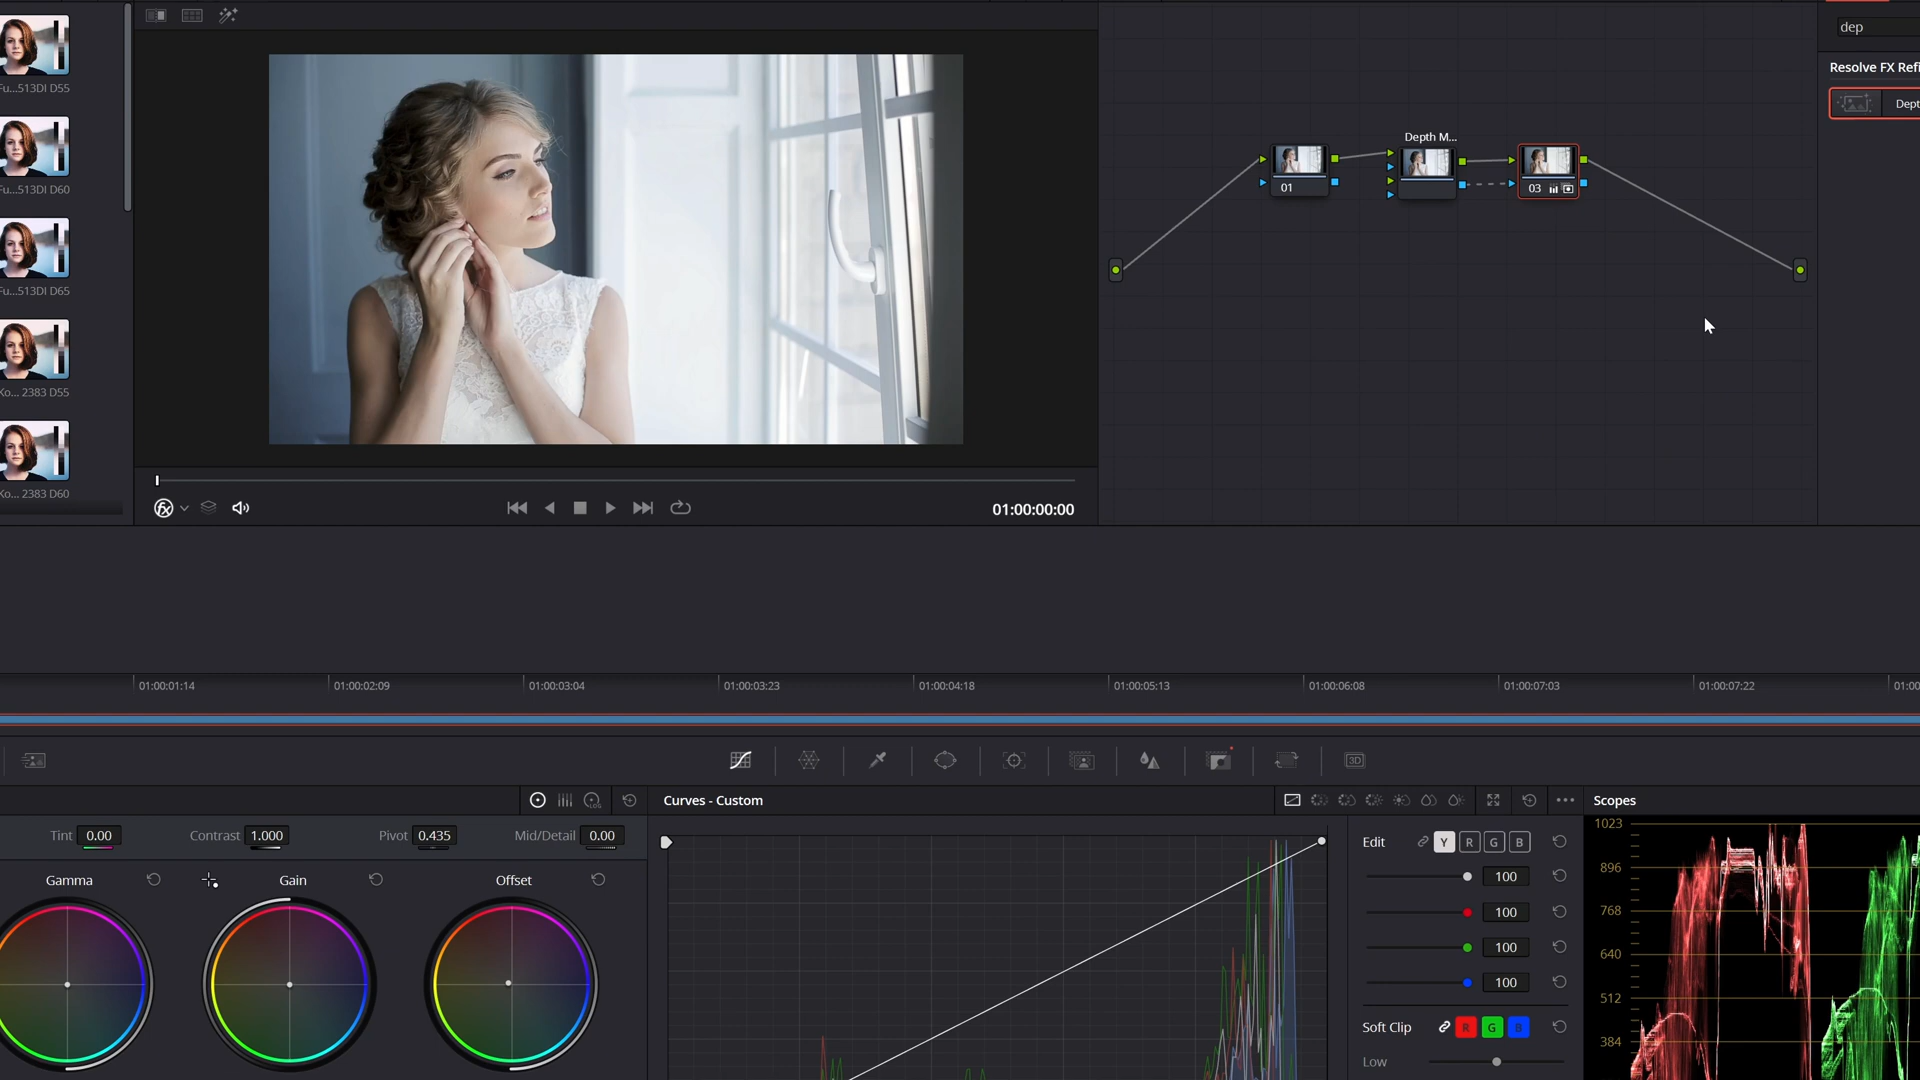 Fu...513DI D55
Fu...513DI D60
Fu...513DI D65
Ko... 2383 D55
Ko... 2383 D60
fx
01:00:00:00
Depth M...
01
03
dep
Resolve FX Refi
Dept
01:00:01:14
01:00:02:09
01:00:03:04
01:00:03:23
01:00:04:18
01:00:05:13
01:00:06:08
01:00:07:03
01:00:07:22
01:00
3D
LOG
Curves - Custom
Scopes
Tint 0.00
Contrast 1.000
Pivot 0.435
Mid/Detail 0.00
Gamma
Gain
Offset
Edit
Y R G B
100
100
100
100
Soft Clip
R G B
Low
1023
896
768
640
512
384